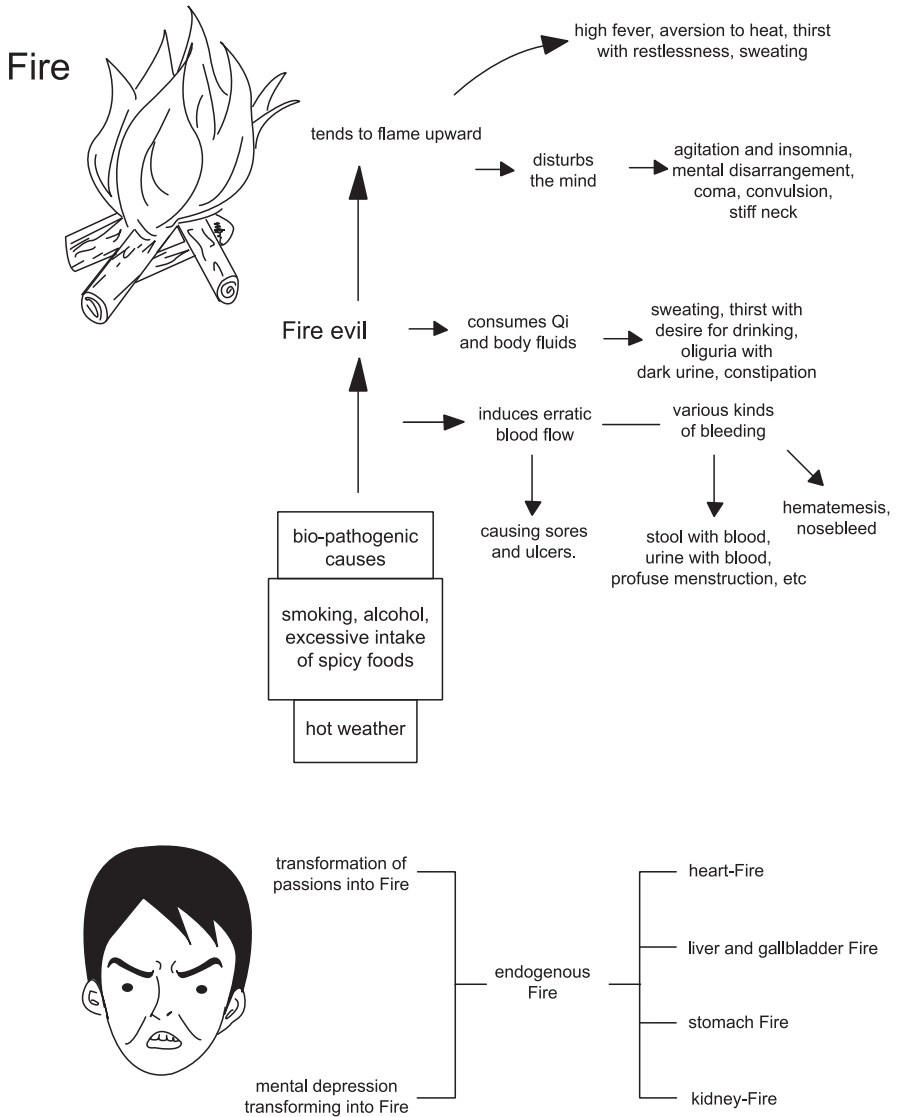 Fire
high fever, aversion to heat, thirst
with restlessness, sweating
tends to flame upward
disturbs
the mind
agitation and insomnia,
mental disarrangement,
coma, convulsion,
stiff neck
Fire evil
consumes Qi
and body fluids
sweating, thirst with
desire for drinking,
oliguria with
dark urine, constipation
induces erratic
blood flow
various kinds
of bleeding
causing sores
and ulcers.
stool with blood,
urine with blood,
profuse menstruction, etc
hematemesis,
nosebleed
bio-pathogenic
causes
smoking, alcohol,
excessive intake
of spicy foods
hot weather
transformation of
passions into Fire
mental depression
transforming into Fire
endogenous
Fire
heart-Fire
liver and gallbladder Fire
stomach Fire
kidney-Fire